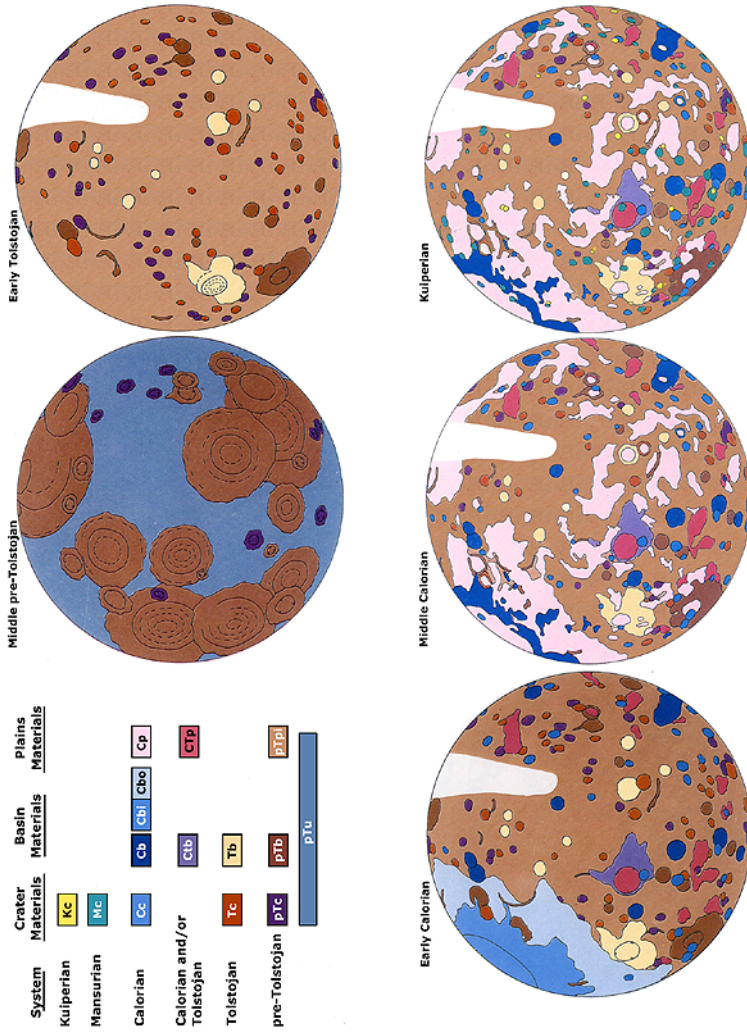 System
Crater
Materials
Basin
Materials
Plains
Materials
Kuiperian
Kc
Mansurian
Mc
Calorian
Cc
Cb
Cbi
Cbo
Cp
Calorian and/or
Tolstojan
Ctb
CTp
Tolstojan
Tc
Tb
pre-Tolstojan
pTc
pTb
pTpi
pTu
Middle pre-Tolstojan
Early Tolstojan
Early Calorian
Middle Calorian
Kuiperian